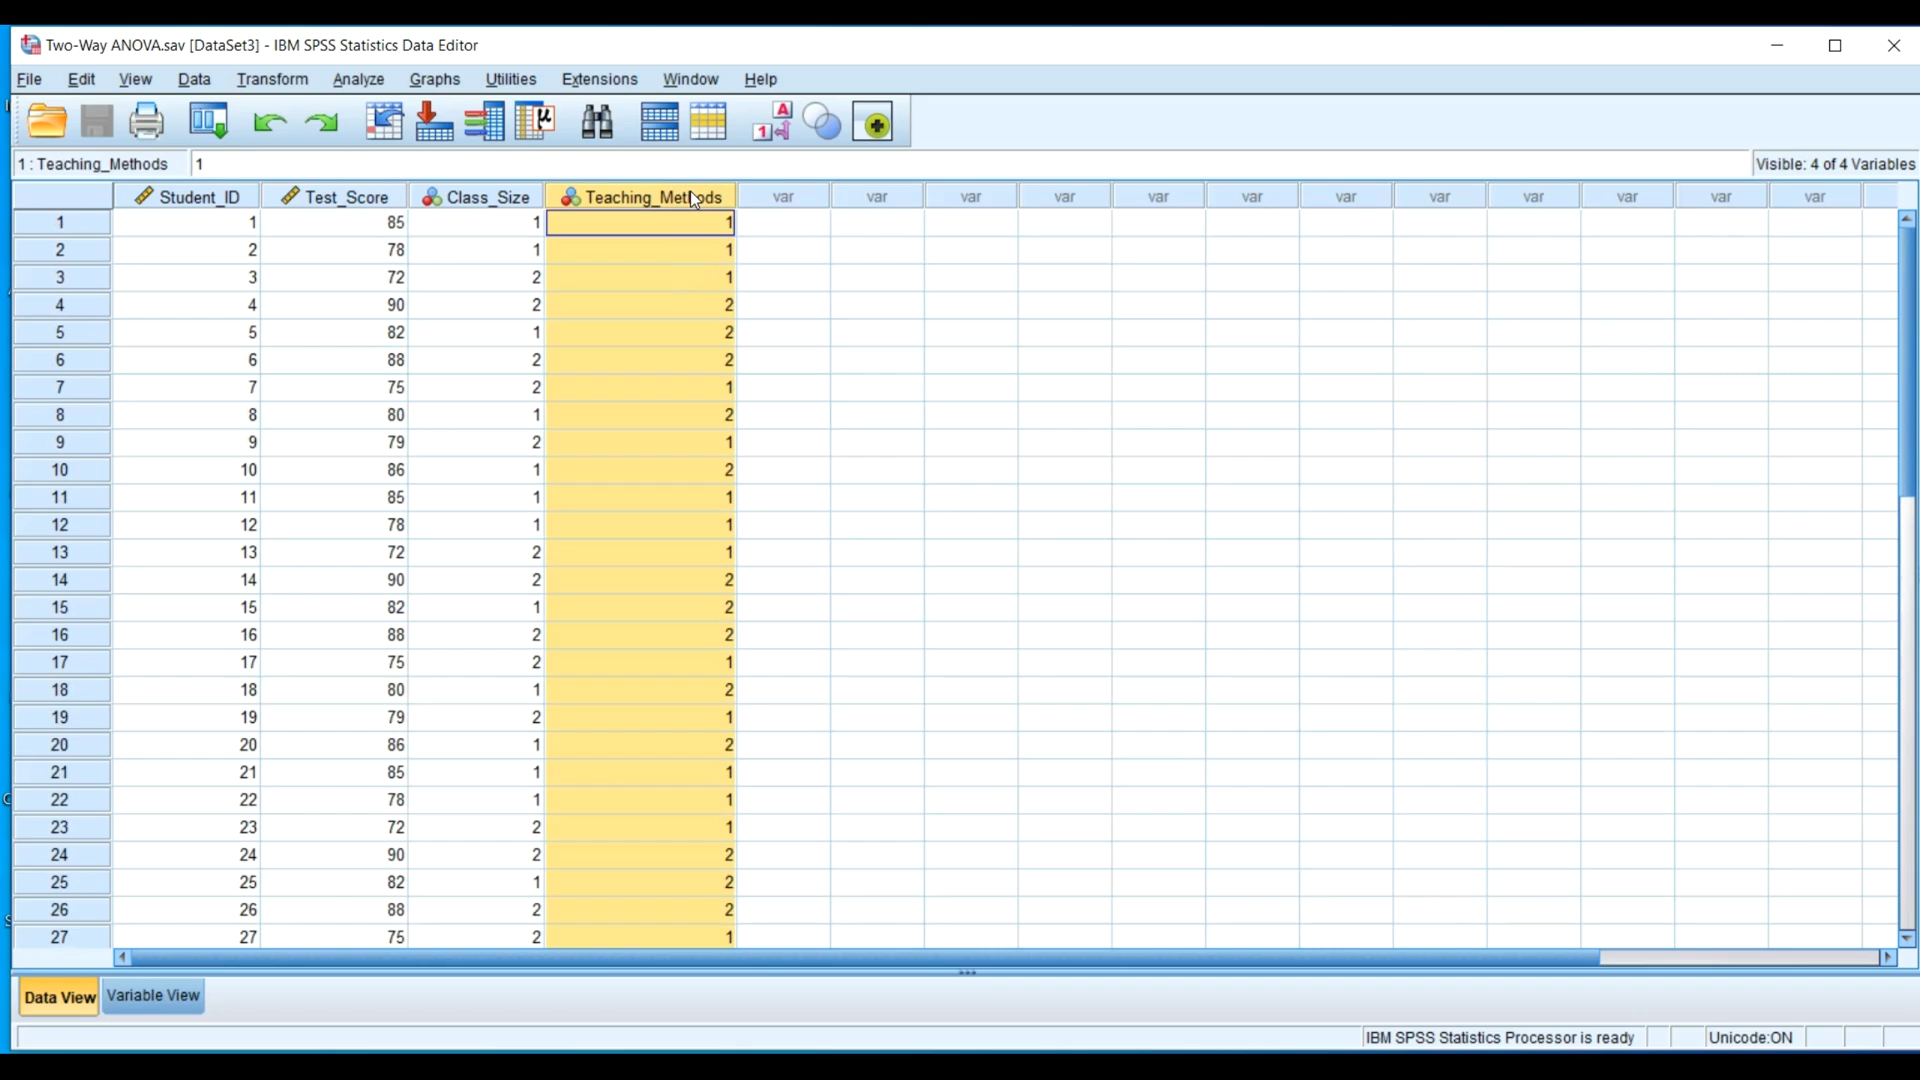 Two-Way ANOVA.sav [DataSet3] - IBM SPSS Statistics Data Editor
File Edit View Data Transform Analyze Graphs Utilities Extensions Window Help
1 : Teaching_Methods 1 Visible: 4 of 4 Variables
Student_ID Test_Score Class_Size Teaching_Methods var var var var var var var var var var var var
1 1 85 1 1
2 2 78 1 1
3 3 72 2 1
4 4 90 2 2
5 5 82 1 2
6 6 88 2 2
7 7 75 2 1
8 8 80 1 2
9 9 79 2 1
10 10 86 1 2
11 11 85 1 1
12 12 78 1 1
13 13 72 2 1
14 14 90 2 2
15 15 82 1 2
16 16 88 2 2
17 17 75 2 1
18 18 80 1 2
19 19 79 2 1
20 20 86 1 2
21 21 85 1 1
22 22 78 1 1
23 23 72 2 1
24 24 90 2 2
25 25 82 1 2
26 26 88 2 2
27 27 75 2 1
Data View Variable View
IBM SPSS Statistics Processor is ready Unicode:ON